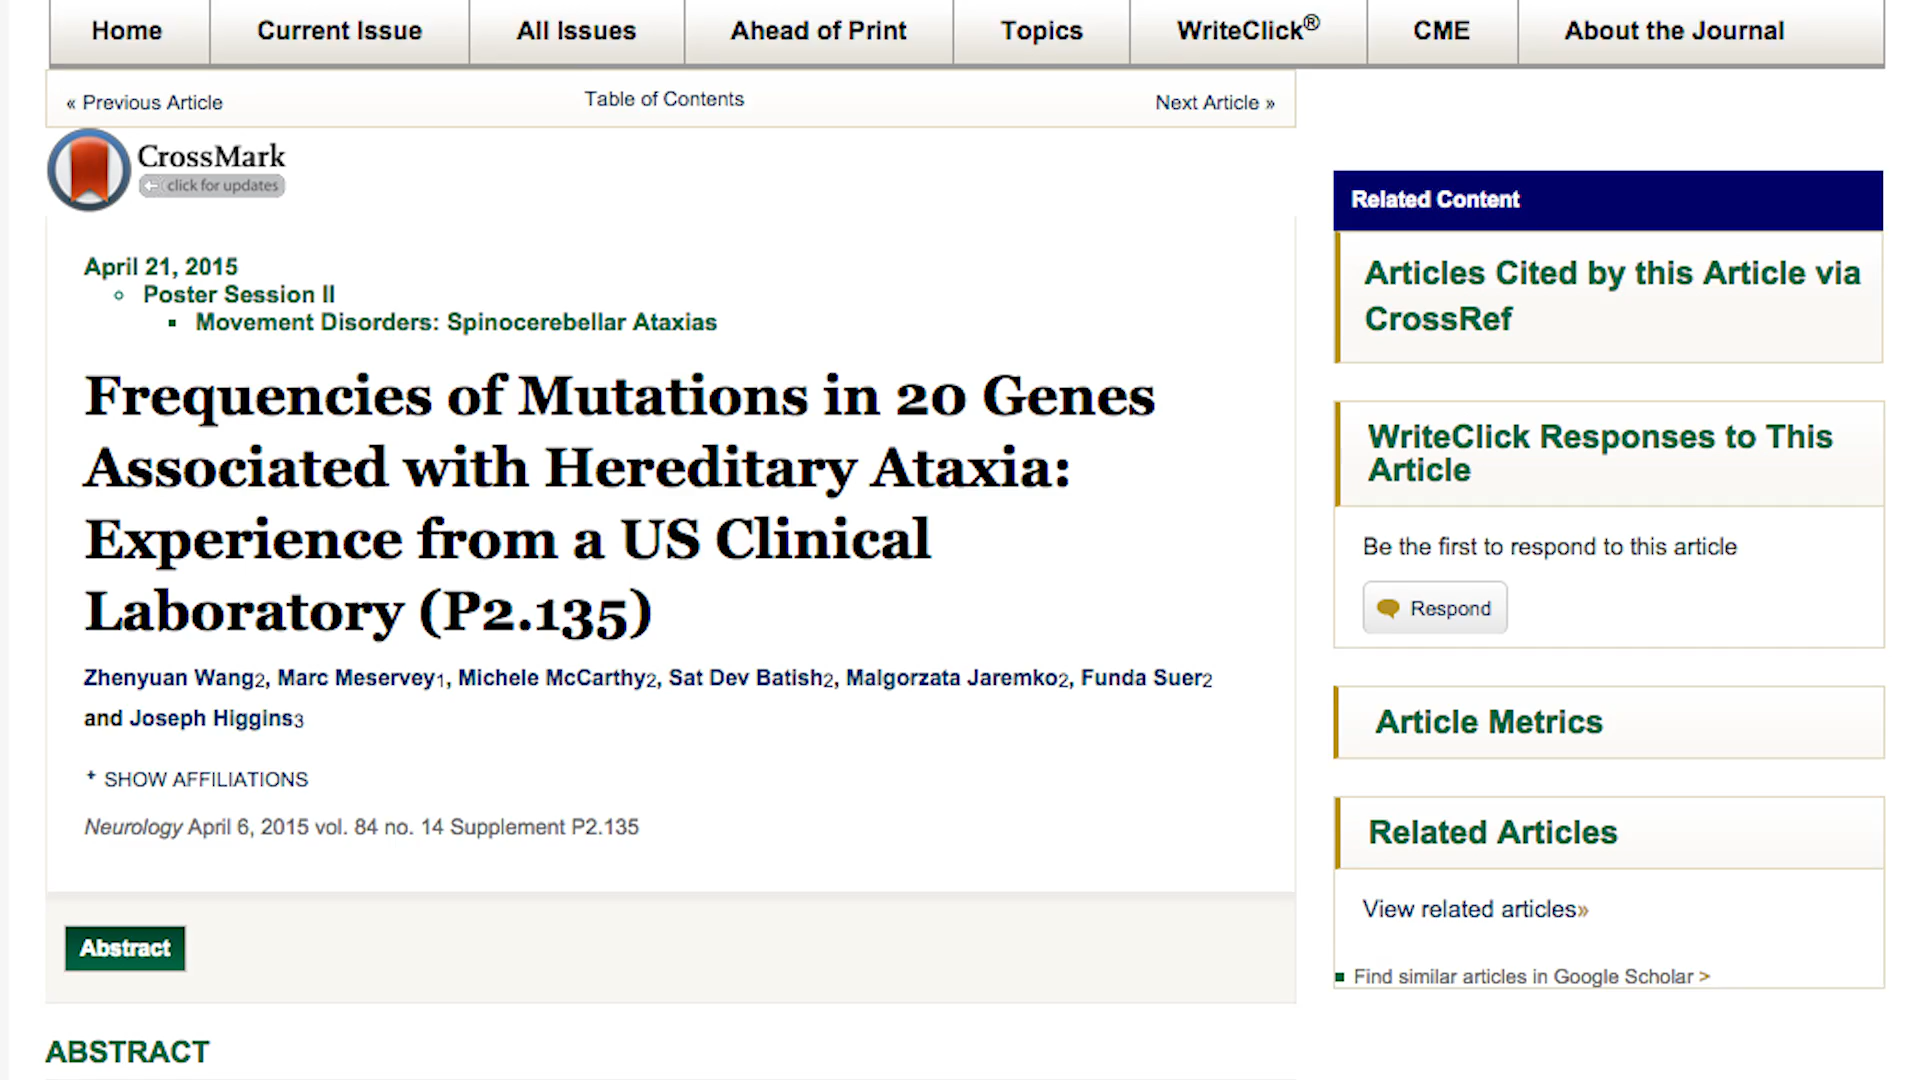 Home Current Issue All Issues Ahead of Print Topics WriteClick® CME About the Journal
« Previous Article Table of Contents Next Article »
CrossMark
click for updates
April 21, 2015
Poster Session II
Movement Disorders: Spinocerebellar Ataxias
Frequencies of Mutations in 20 Genes
Associated with Hereditary Ataxia:
Experience from a US Clinical
Laboratory (P2.135)
Zhenyuan Wang2, Marc Meservey1, Michele McCarthy2, Sat Dev Batish2, Malgorzata Jaremko2, Funda Suer2
and Joseph Higgins3
+ SHOW AFFILIATIONS
Neurology April 6, 2015 vol. 84 no. 14 Supplement P2.135
Abstract
ABSTRACT
Related Content
Articles Cited by this Article via
CrossRef
WriteClick Responses to This
Article
Be the first to respond to this article
Respond
Article Metrics
Related Articles
View related articles»
Find similar articles in Google Scholar >